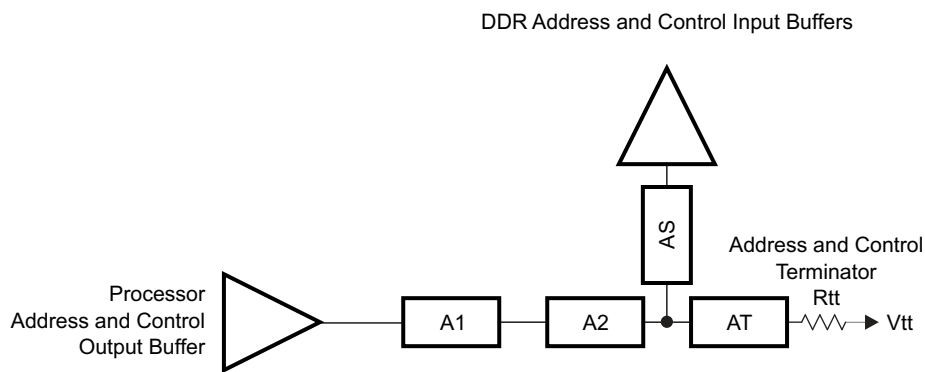 DDR Address and Control Input Buffers
AS
Address and Control
Terminator
Rtt
Processor
Address and Control
Output Buffer
A1
A2
AT
Vtt